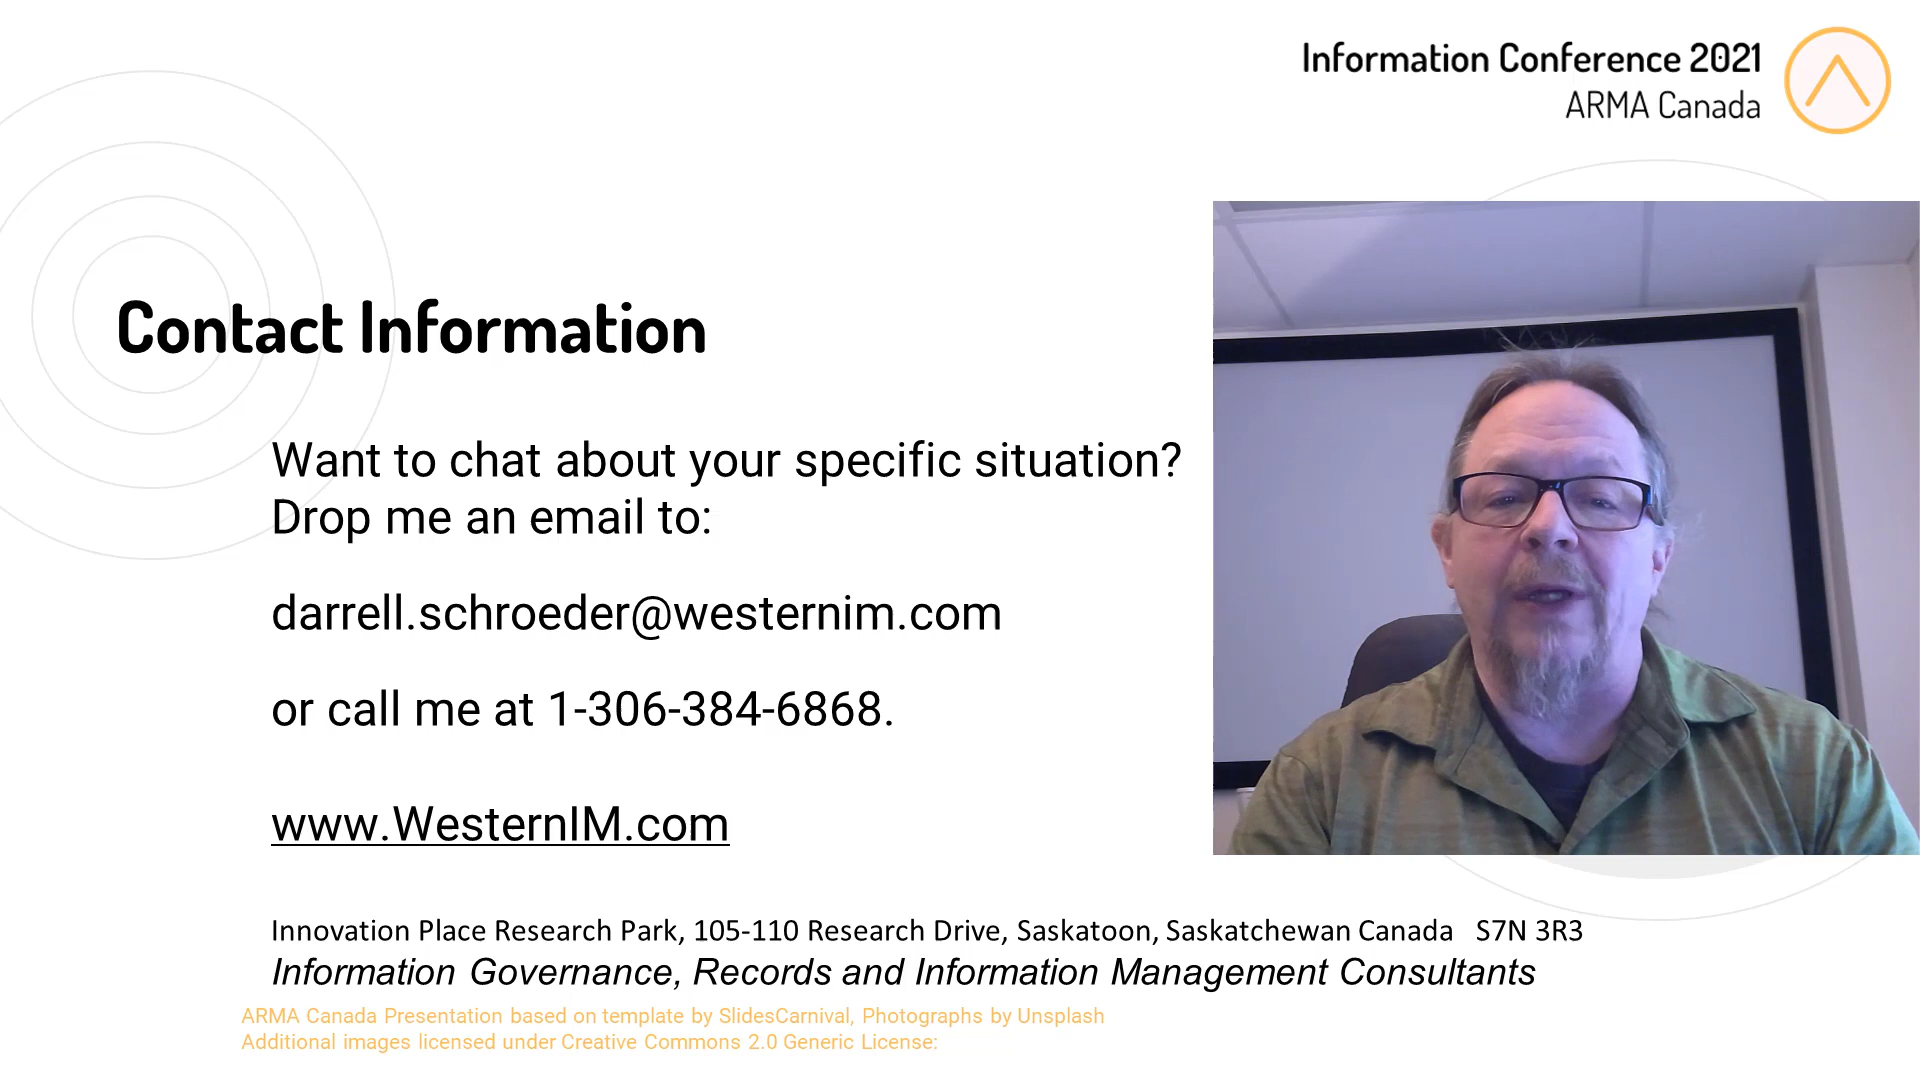 Information Conference 2021
ARMA Canada
Contact Information
Want to chat about your specific situation?
Drop me an email to:
darrell.schroeder@westernim.com
or call me at 1-306-384-6868.
www.WesternIM.com
Innovation Place Research Park, 105-110 Research Drive, Saskatoon, Saskatchewan Canada   S7N 3R3
Information Governance, Records and Information Management Consultants
ARMA Canada Presentation based on template by SlidesCarnival, Photographs by Unsplash
Additional images licensed under Creative Commons 2.0 Generic License: